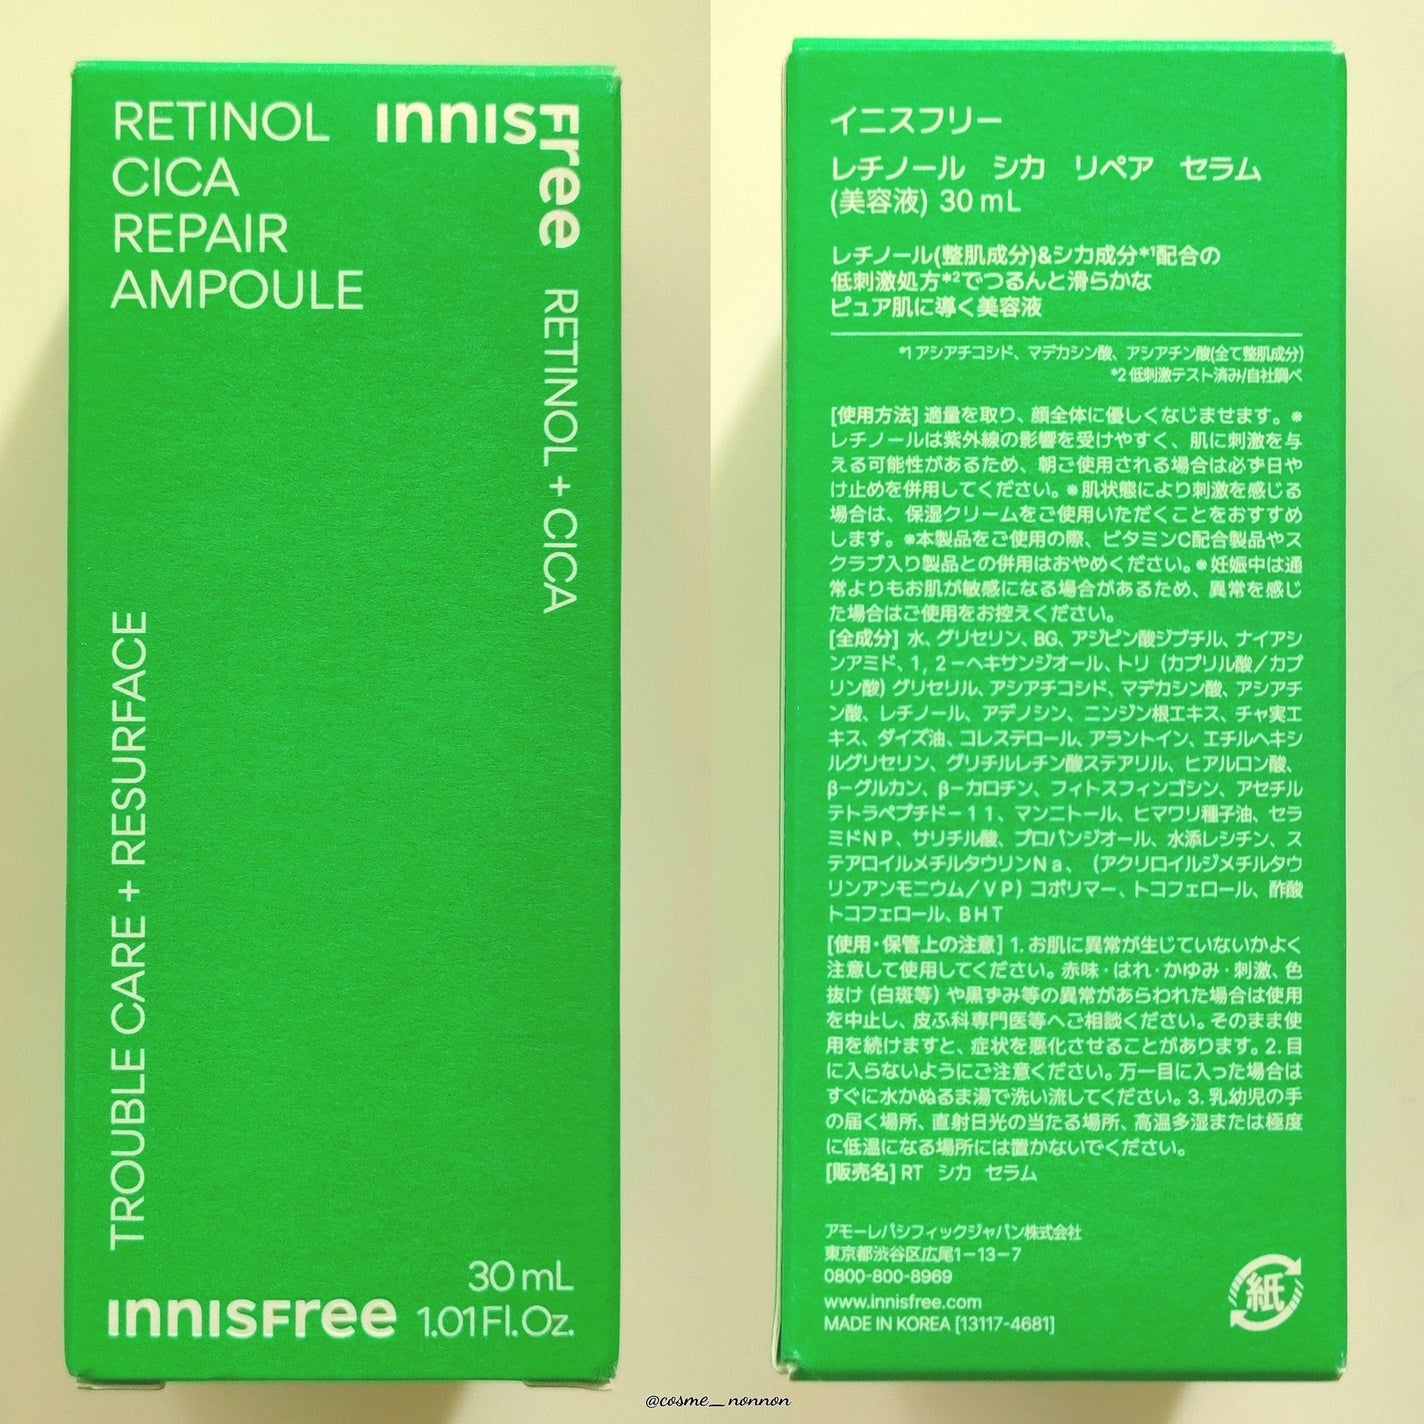 RETINOL
CICA
REPAIR
AMPOULE
innisfree
RETINOL + CICA
TROUBLE CARE + RESURFACE
30 mL
innisfree 1.01 Fl. Oz.
イニスフリー
レチノール シカ リペア セラム
(美容液) 30 mL
レチノール(整肌成分)&シカ成分*¹配合の
低刺激処方*²でつるんと滑らかな
ピュア肌に導く美容液
*1 アシアチコシド、マデカシン酸、アシアチン酸(全て整肌成分)
*2 低刺激テスト済み/自社調べ
[使用方法] 適量を取り、顔全体に優しくなじませます。※
レチノールは紫外線の影響を受けやすく、肌に刺激を与
える可能性があるため、朝ご使用される場合は必ず日や
け止めを併用してください。※肌状態により刺激を感じる
場合は、保湿クリームをご使用いただくことをおすすめ
します。※本製品をご使用の際、ビタミンC配合製品やス
クラブ入り製品との併用はおやめください。※妊娠中は通
常よりもお肌が敏感になる場合があるため、異常を感じ
た場合はご使用をお控えください。
[全成分] 水、グリセリン、BG、アジピン酸ジブチル、ナイアシ
ンアミド、1,2－ヘキサンジオール、トリ (カプリル酸／カプ
リン酸) グリセリル、アシアチコシド、マデカシン酸、アシアチ
ン酸、レチノール、アデノシン、ニンジン根エキス、チャ実エ
キス、ダイズ油、コレステロール、アラントイン、エチルヘキシ
ルグリセリン、グリチルレチン酸ステアリル、ヒアルロン酸、
β－グルカン、β－カロチン、フィトスフィンゴシン、アセチル
テトラペプチド－11、マンニトール、ヒマワリ種子油、セラ
ミドNP、サリチル酸、プロパンジオール、水添レシチン、ス
テアロイルメチルタウリンNa、(アクリロイルジメチルタウ
リンアンモニウム／VP) コポリマー、トコフェロール、酢酸
トコフェロール、BHT
[使用・保管上の注意] 1. お肌に異常が生じていないかよく
注意して使用してください。赤味・はれ・かゆみ・刺激、色
抜け (白斑等) や黒ずみ等の異常があらわれた場合は使用
を中止し、皮ふ科専門医等へご相談ください。そのまま使
用を続けますと、症状を悪化させることがあります。2. 目
に入らないようにご注意ください。万一目に入った場合は
すぐに水かぬるま湯で洗い流してください。3. 乳幼児の手
の届く場所、直射日光の当たる場所、高温多湿または極度
に低温になる場所には置かないでください。
[販売名] RT シカ セラム
アモーレパシフィックジャパン株式会社
東京都渋谷区広尾1－13－7
0800-800-8969
www.innisfree.com
MADE IN KOREA [13117-4681]
紙
@cosme_nonnon